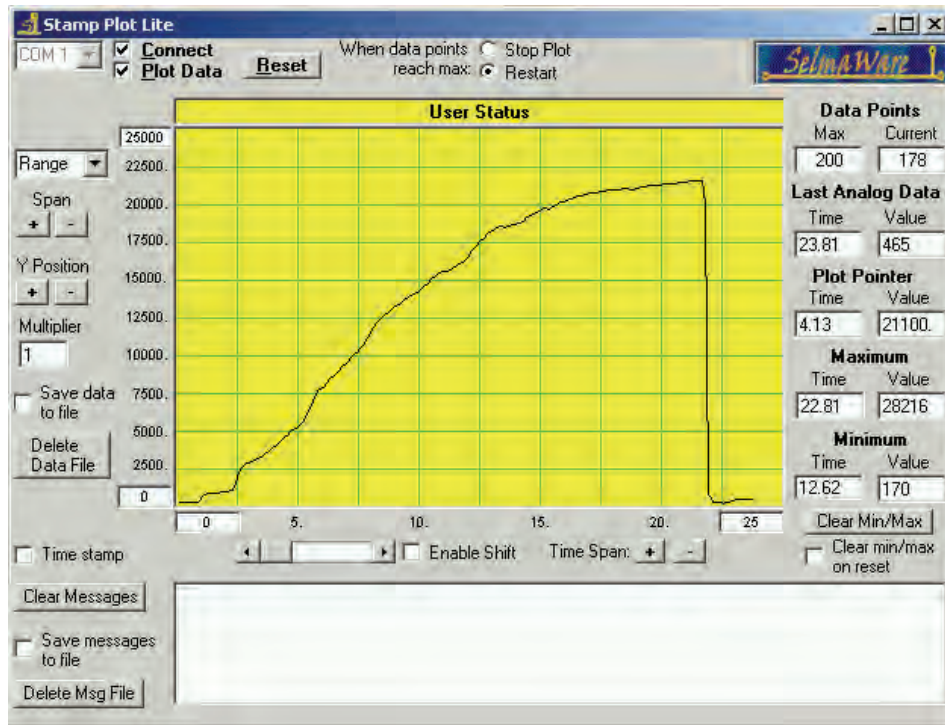 Stamp Plot Lite
COM 1
Connect
Plot Data
Reset
When data points
reach max:
Stop Plot
Restart
SelmaWare
User Status
Range
Span
+ -
Y Position
+ -
Multiplier
1
Save data
to file
Delete
Data File
25000
22500.
20000.
17500.
15000.
12500.
10000.
7500.
5000.
2500.
0
0 5. 10. 15. 20. 25
Data Points
Max Current
200 178
Last Analog Data
Time Value
23.81 465
Plot Pointer
Time Value
4.13 21100.
Maximum
Time Value
22.81 28216
Minimum
Time Value
12.62 170
Clear Min/Max
Clear min/max
on reset
Time stamp
Enable Shift
Time Span: + -
Clear Messages
Save messages
to file
Delete Msg File